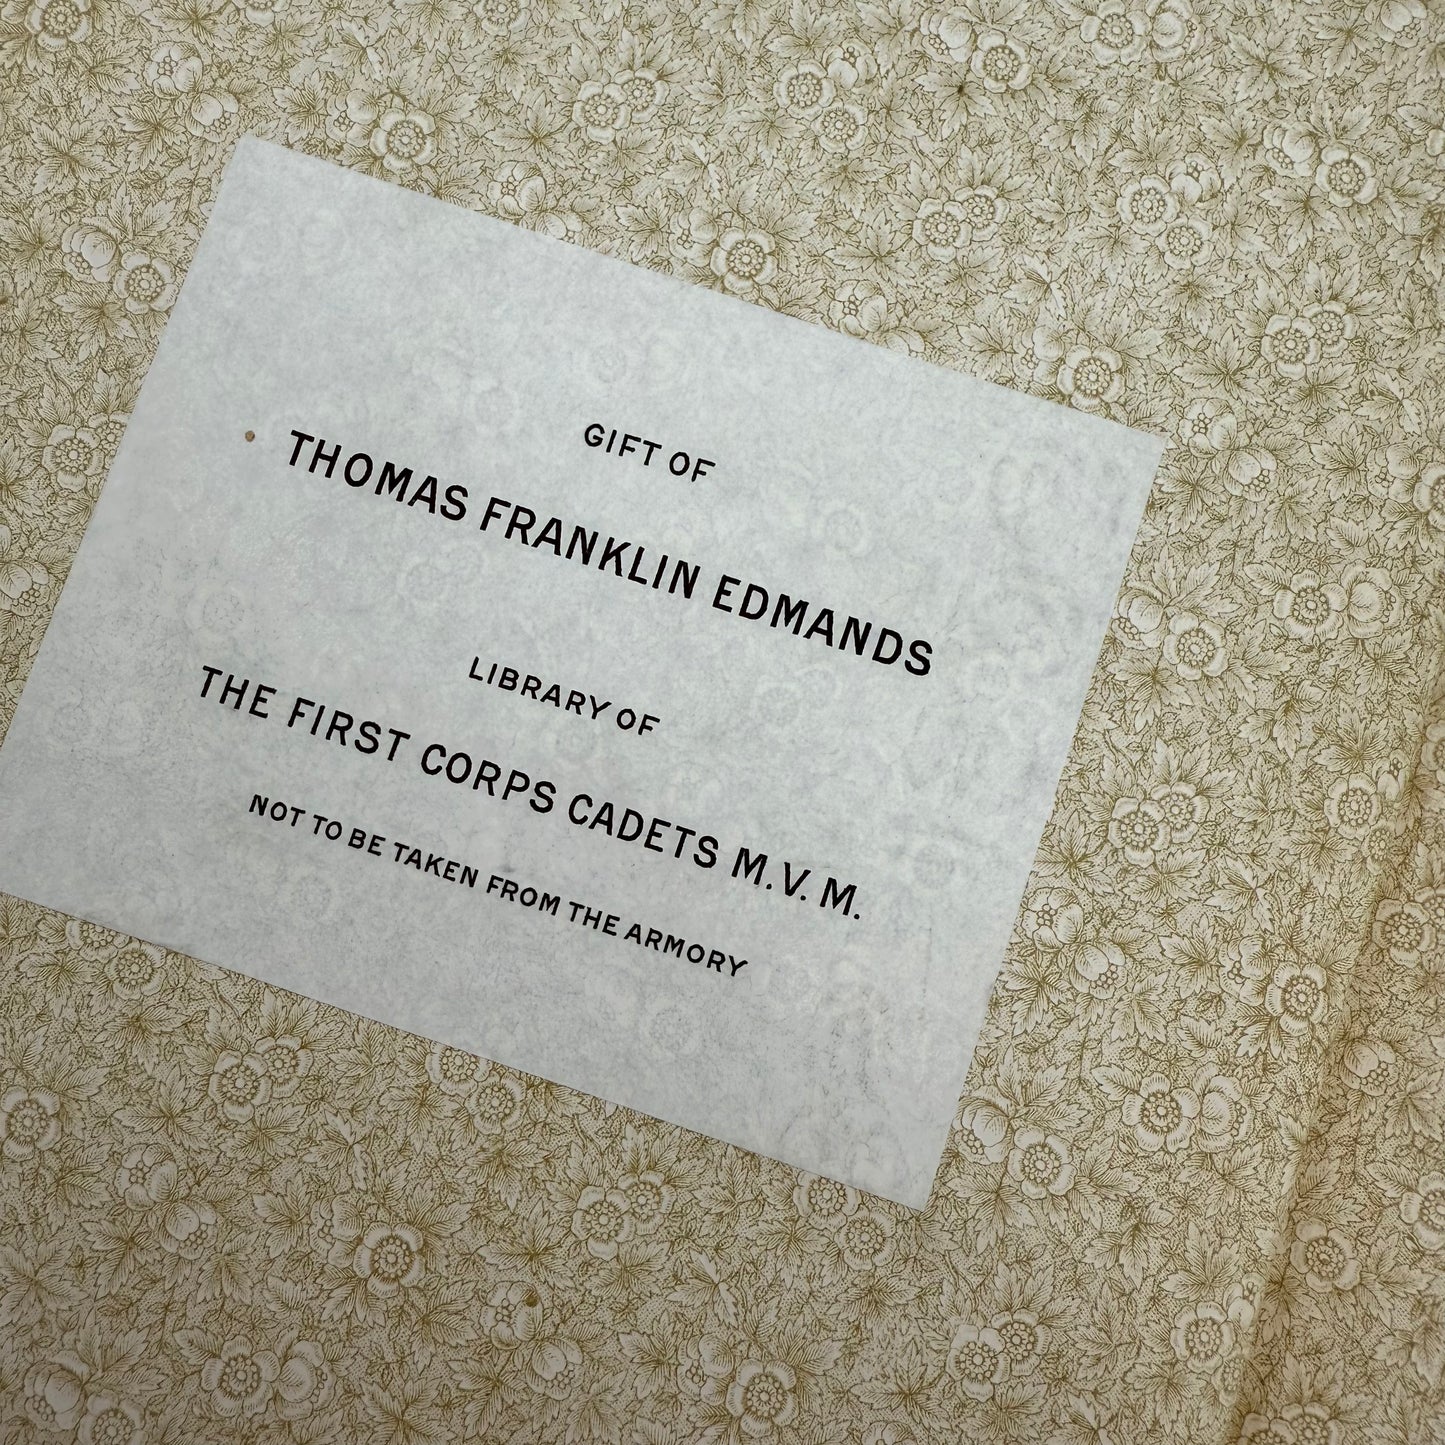 GIFT OF
THOMAS FRANKLIN EDMANDS
LIBRARY OF
THE FIRST CORPS CADETS M.V.M.
NOT TO BE TAKEN FROM THE ARMORY